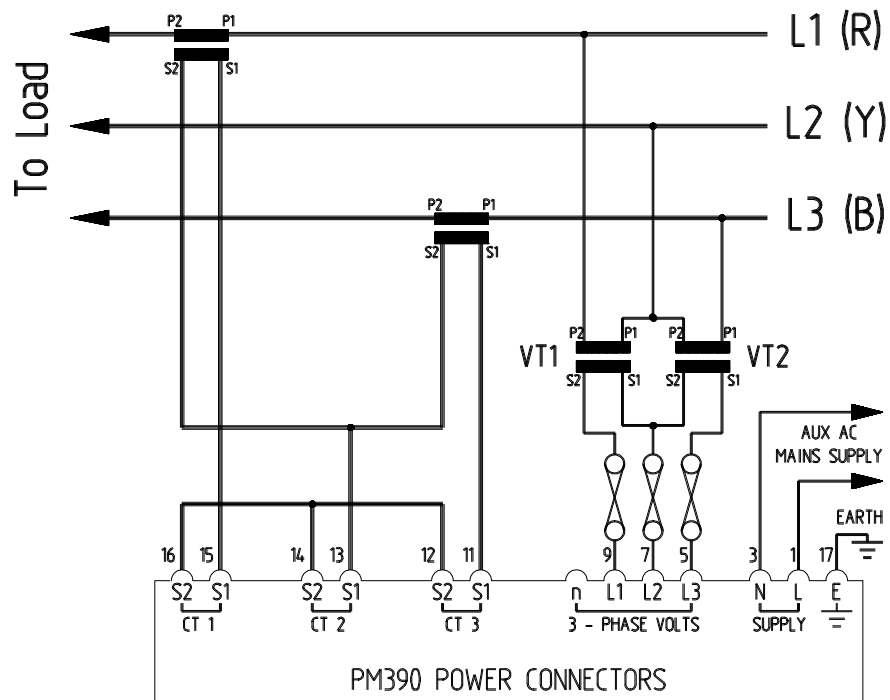 P2 P1
L1 (R)
S2 S1
To Load
L2 (Y)
P2 P1
L3 (B)
S2 S1
P2 P1 P2 P1
VT1 VT2
S2 S1 S2 S1
AUX AC
MAINS SUPPLY
EARTH
16 15 14 13 12 11 9 7 5 3 1 17
S2 S1 S2 S1 S2 S1 n L1 L2 L3 N L E
CT 1 CT 2 CT 3 3 - PHASE VOLTS SUPPLY
PM390 POWER CONNECTORS